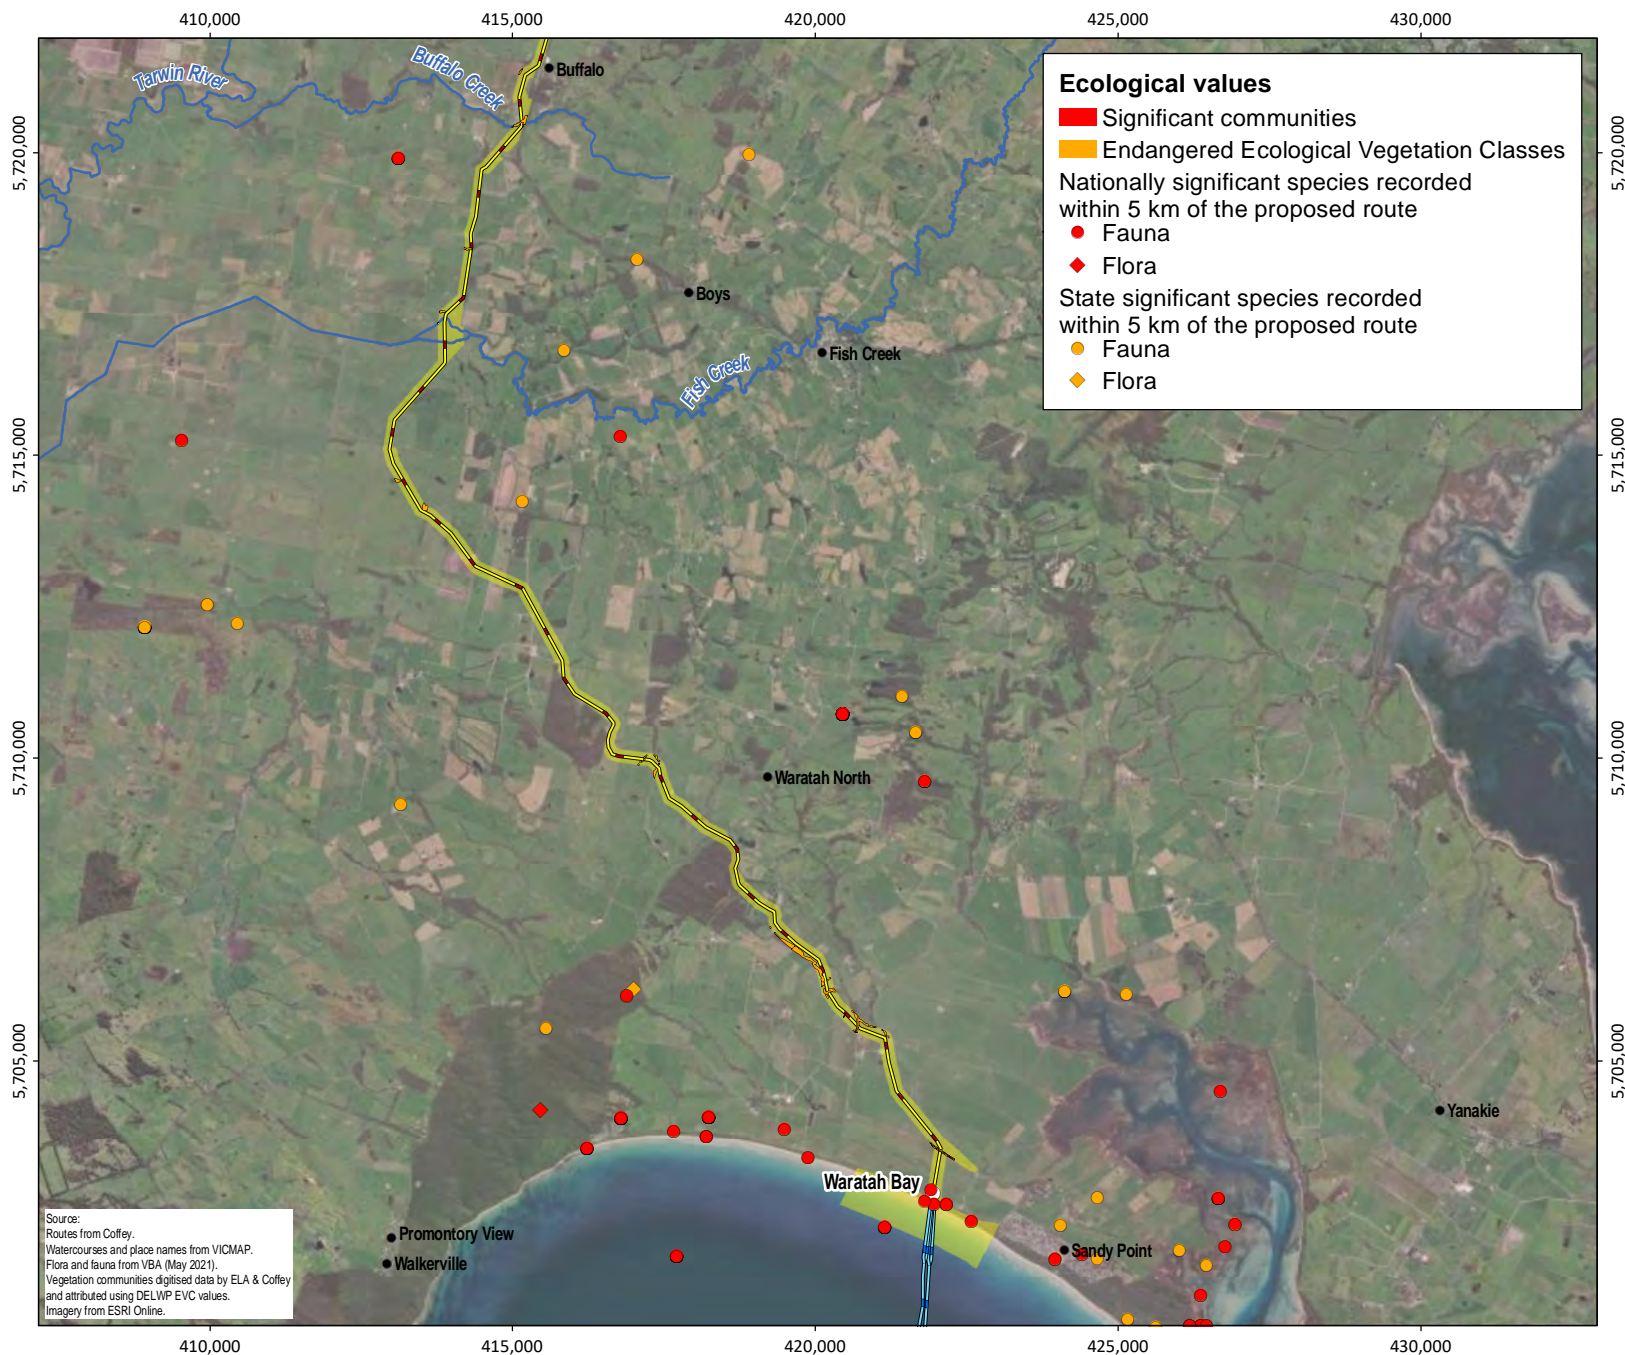 410,000
415,000
420,000
425,000
430,000
Tarwin River
Buffalo Creek
Buffalo
Ecological values
Significant communities
Endangered Ecological Vegetation Classes
Nationally significant species recorded
within 5 km of the proposed route
Fauna
Flora
State significant species recorded
within 5 km of the proposed route
Fauna
Flora
5,720,000
5,720,000
Boys
Fish Creek
Fish Creek
5,715,000
5,715,000
5,710,000
5,710,000
Waratah North
5,705,000
5,705,000
Yanakie
Waratah Bay
Promontory View
Walkerville
Sandy Point
Source:
Routes from Coffey.
Watercourses and place names from VICMAP.
Flora and fauna from VBA (May 2021).
Vegetation communities digitised data by ELA & Coffey
and attributed using DELWP EVC values.
Imagery from ESRI Online.
410,000
415,000
420,000
425,000
430,000